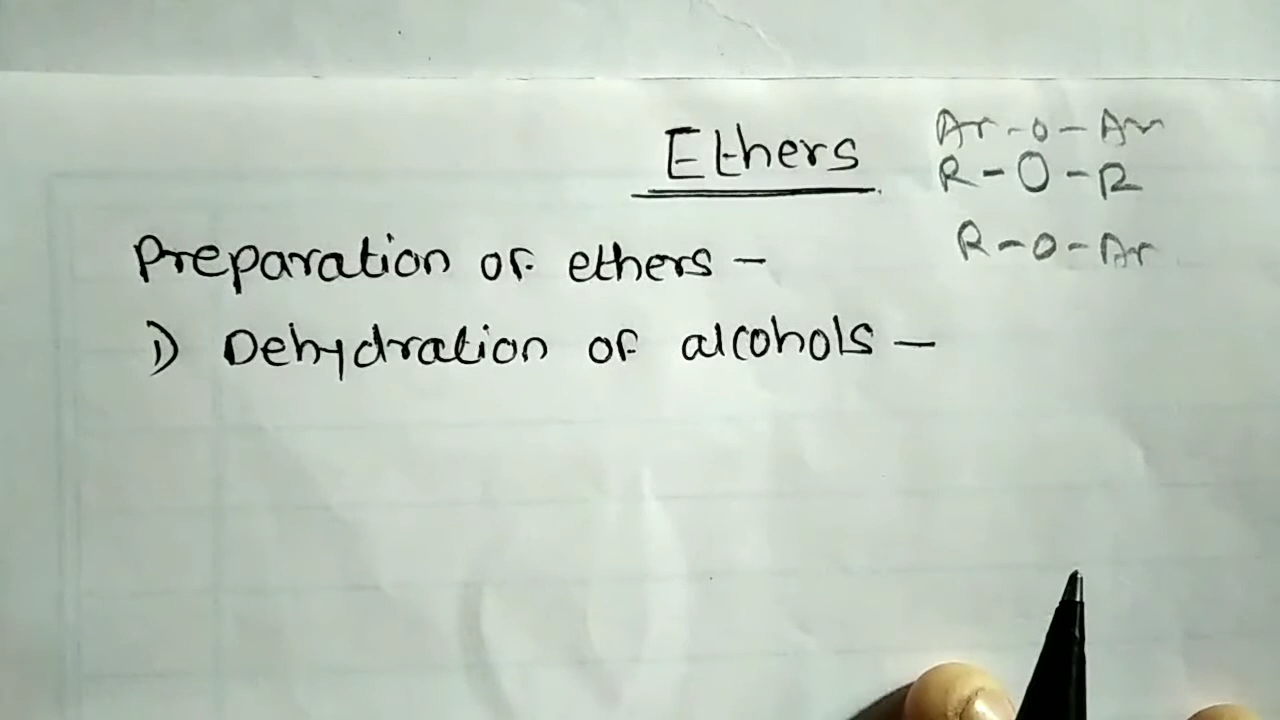 Ethers
Ar-O-Ar
R-O-R
R-O-Ar
Preparation of ethers -
1) Dehydration of alcohols -